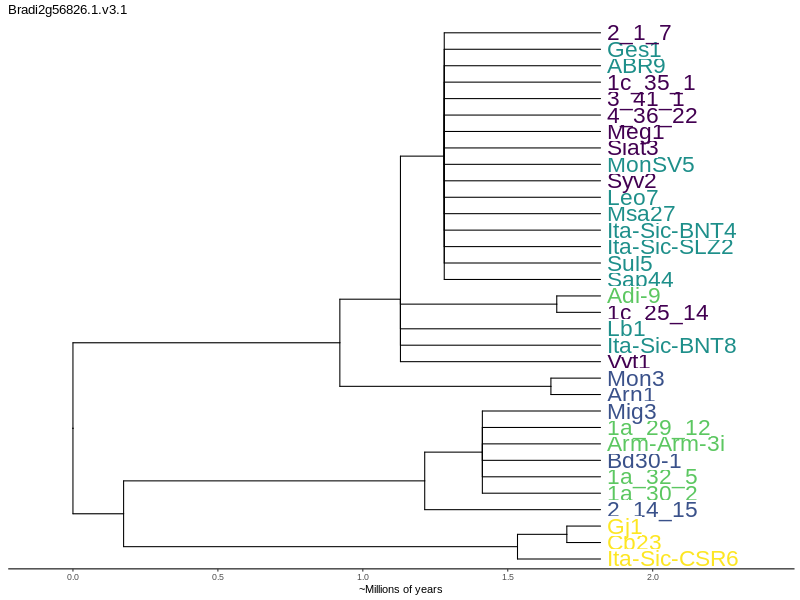 Bradi2g56826.1.v3.1
2_1_7
Ges1
ABR9
1c_35_1
3_41_1
4_36_22
Meg1
Siat3
MonSV5
Syv2
Leo7
Msa27
Ita-Sic-BNT4
Ita-Sic-SLZ2
Sul5
Sap44
Adi-9
1c_25_14
Lb1
Ita-Sic-BNT8
Vvt1
Mon3
Arn1
Mig3
1a_29_12
Arm-Arm-3i
Bd30-1
1a_32_5
1a_30_2
2_14_15
Gj1
Cb23
Ita-Sic-CSR6
0.0 0.5 1.0 1.5 2.0
~Millions of years